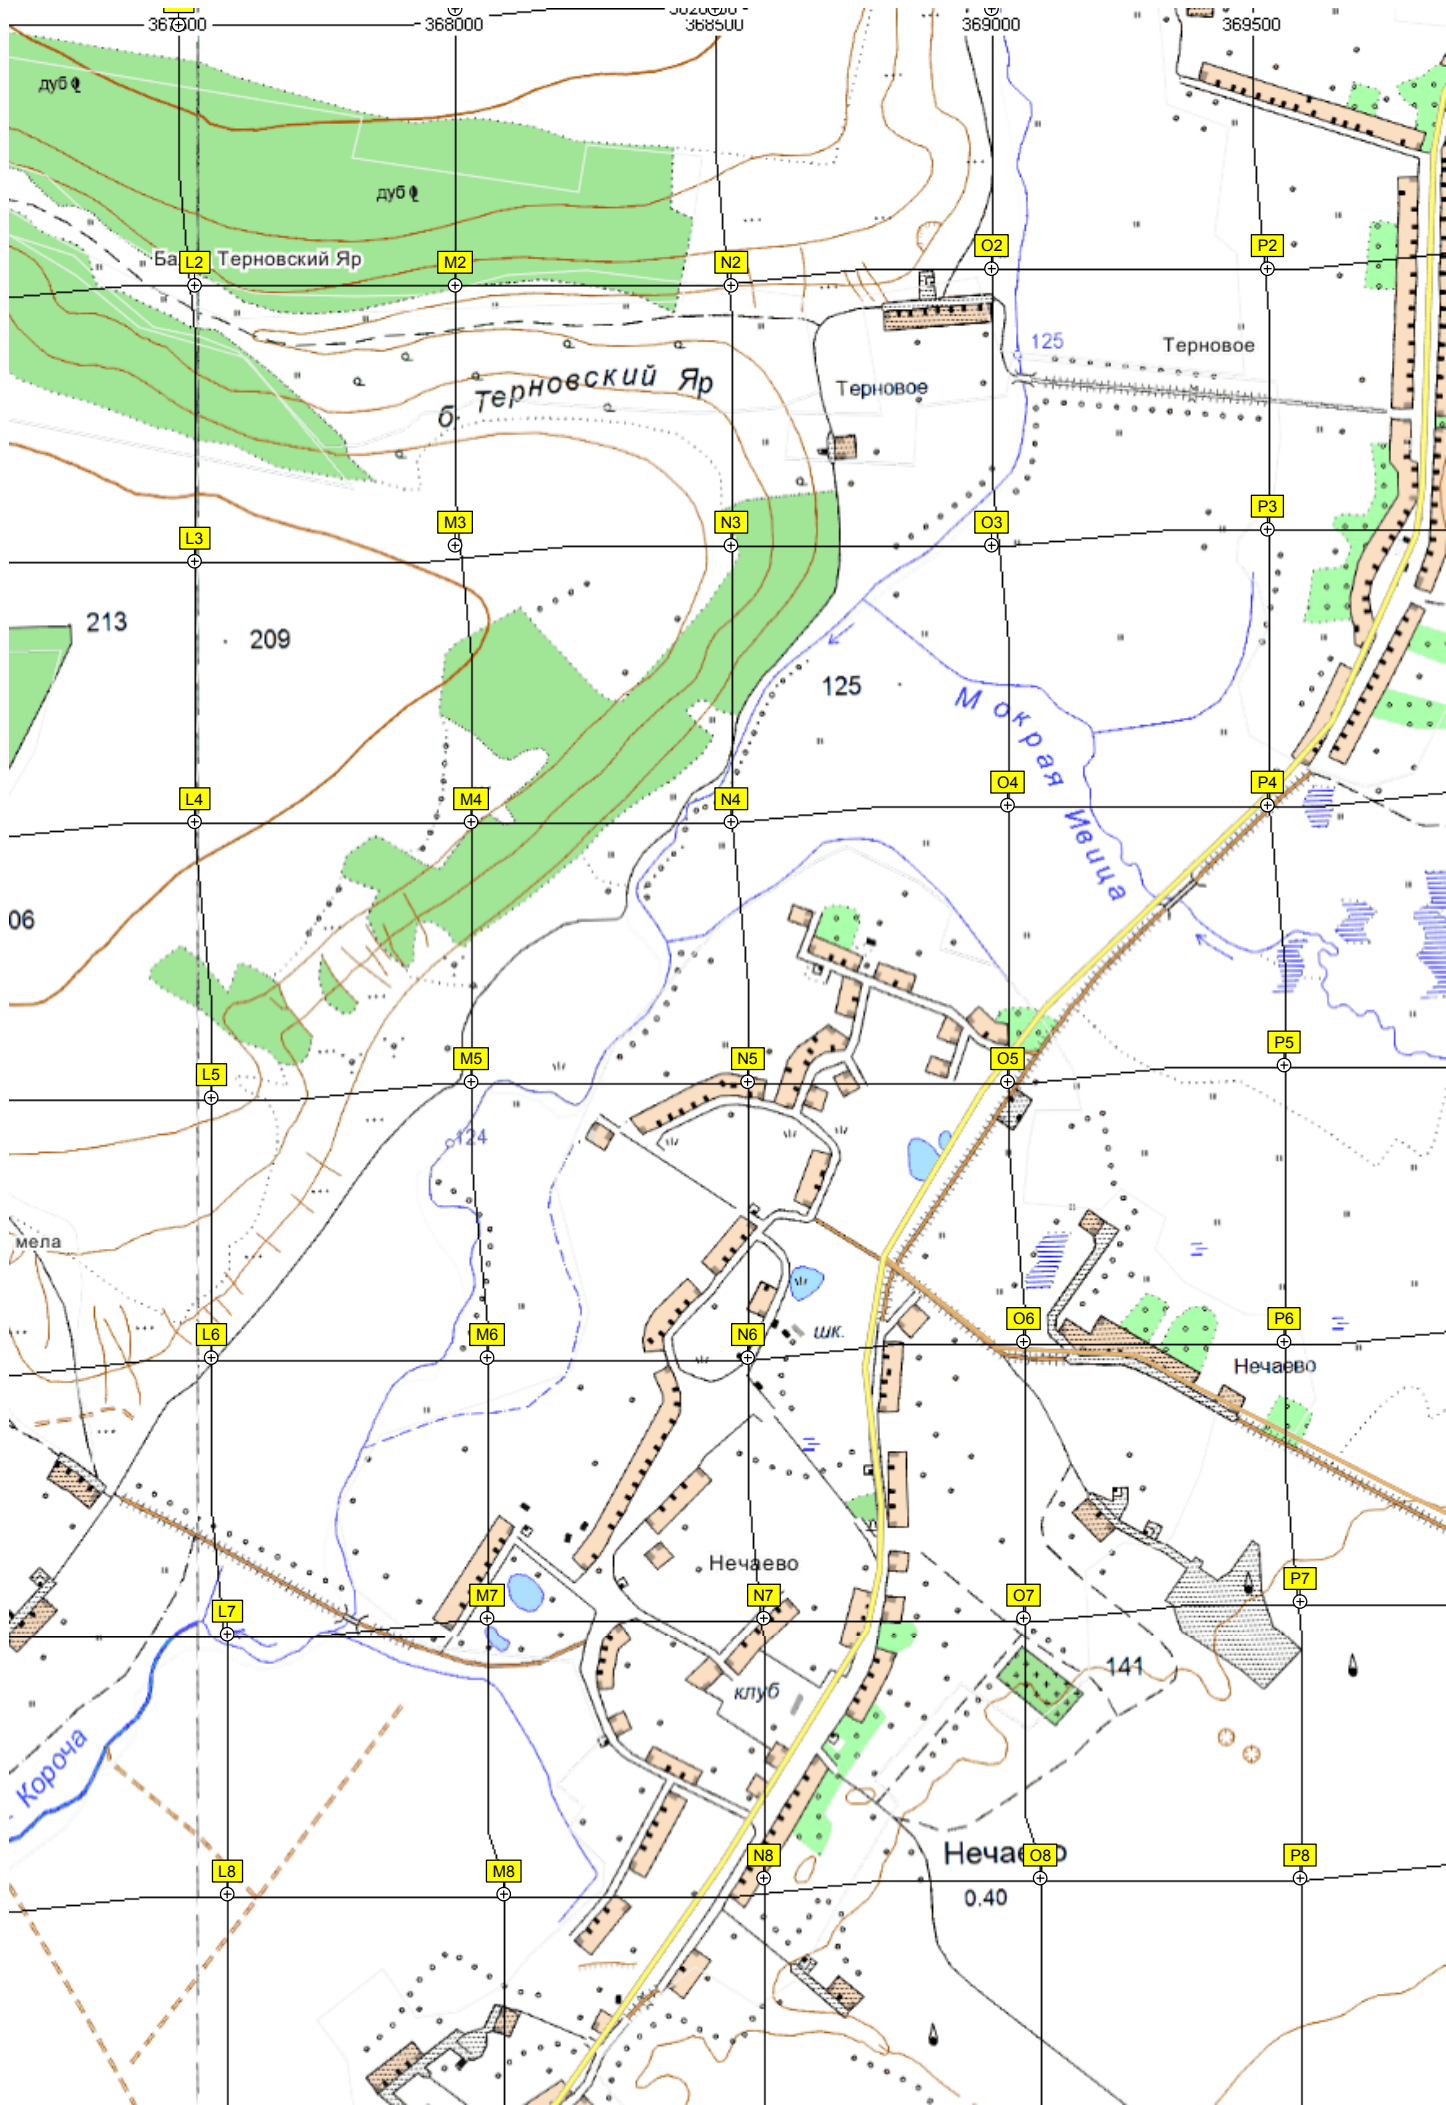 368000
368500
369000
369500
дуб
дуб
O2
P2
L2
Терновский Яр
M2
N2
125
Терновое
б. Терновский Яр
Терновое
M3
N3
O3
P3
L3
213
209
125
Мокрая Ивица
L4
M4
N4
O4
P4
06
P5
M5
N5
O5
L5
124
мела
O6
P6
L6
M6
N6
шк.
Нечаево
Нечаево
P7
M7
N7
O7
L7
141
клуб
Короча
Нечаево
N8
O8
P8
L8
M8
0.40